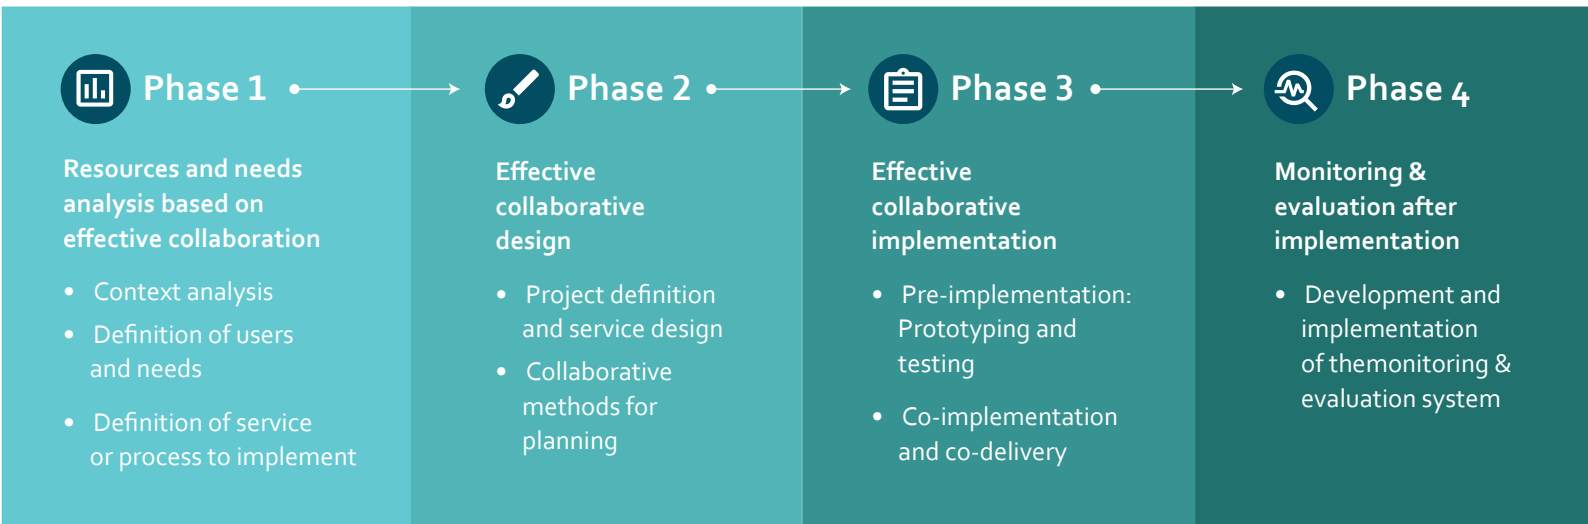 Phase 1
Resources and needs
analysis based on
effective collaboration
• Context analysis
• Definition of users
and needs
• Definition of service
or process to implement
Phase 2
Effective
collaborative
design
• Project definition
and service design
• Collaborative
methods for
planning
Phase 3
Effective
collaborative
implementation
• Pre-implementation:
Prototyping and
testing
• Co-implementation
and co-delivery
Phase 4
Monitoring &
evaluation after
implementation
• Development and
implementation
of themonitoring &
evaluation system